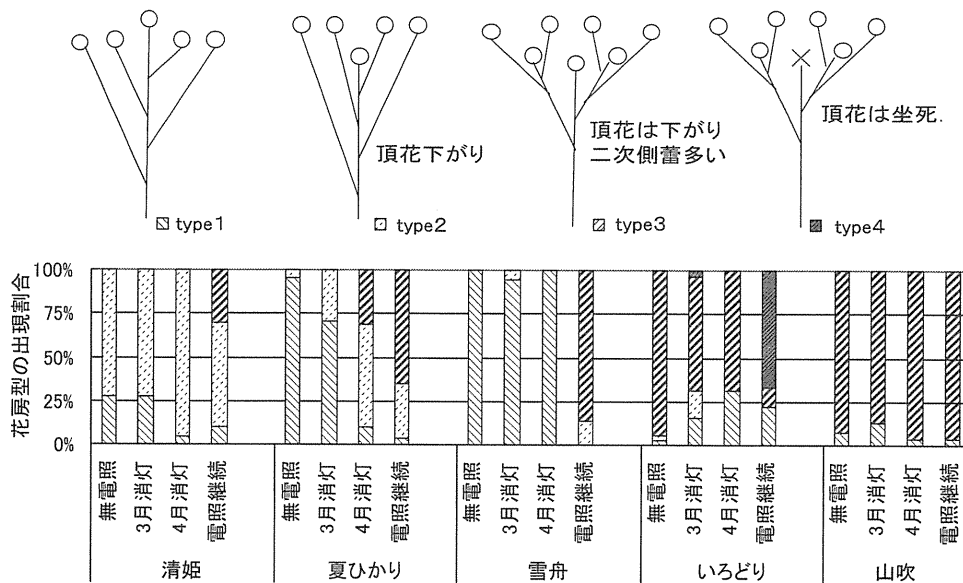 頂花下がり
頂花は下がり
二次側蕾多い
頂花は坐死.
type1
type2
type3
type4
花房型の出現割合
100%
75%
50%
25%
0%
無電照
3月消灯
4月消灯
電照継続
無電照
3月消灯
4月消灯
電照継続
無電照
3月消灯
4月消灯
電照継続
無電照
3月消灯
4月消灯
電照継続
無電照
3月消灯
4月消灯
電照継続
清姫
夏ひかり
雪舟
いろどり
山吹